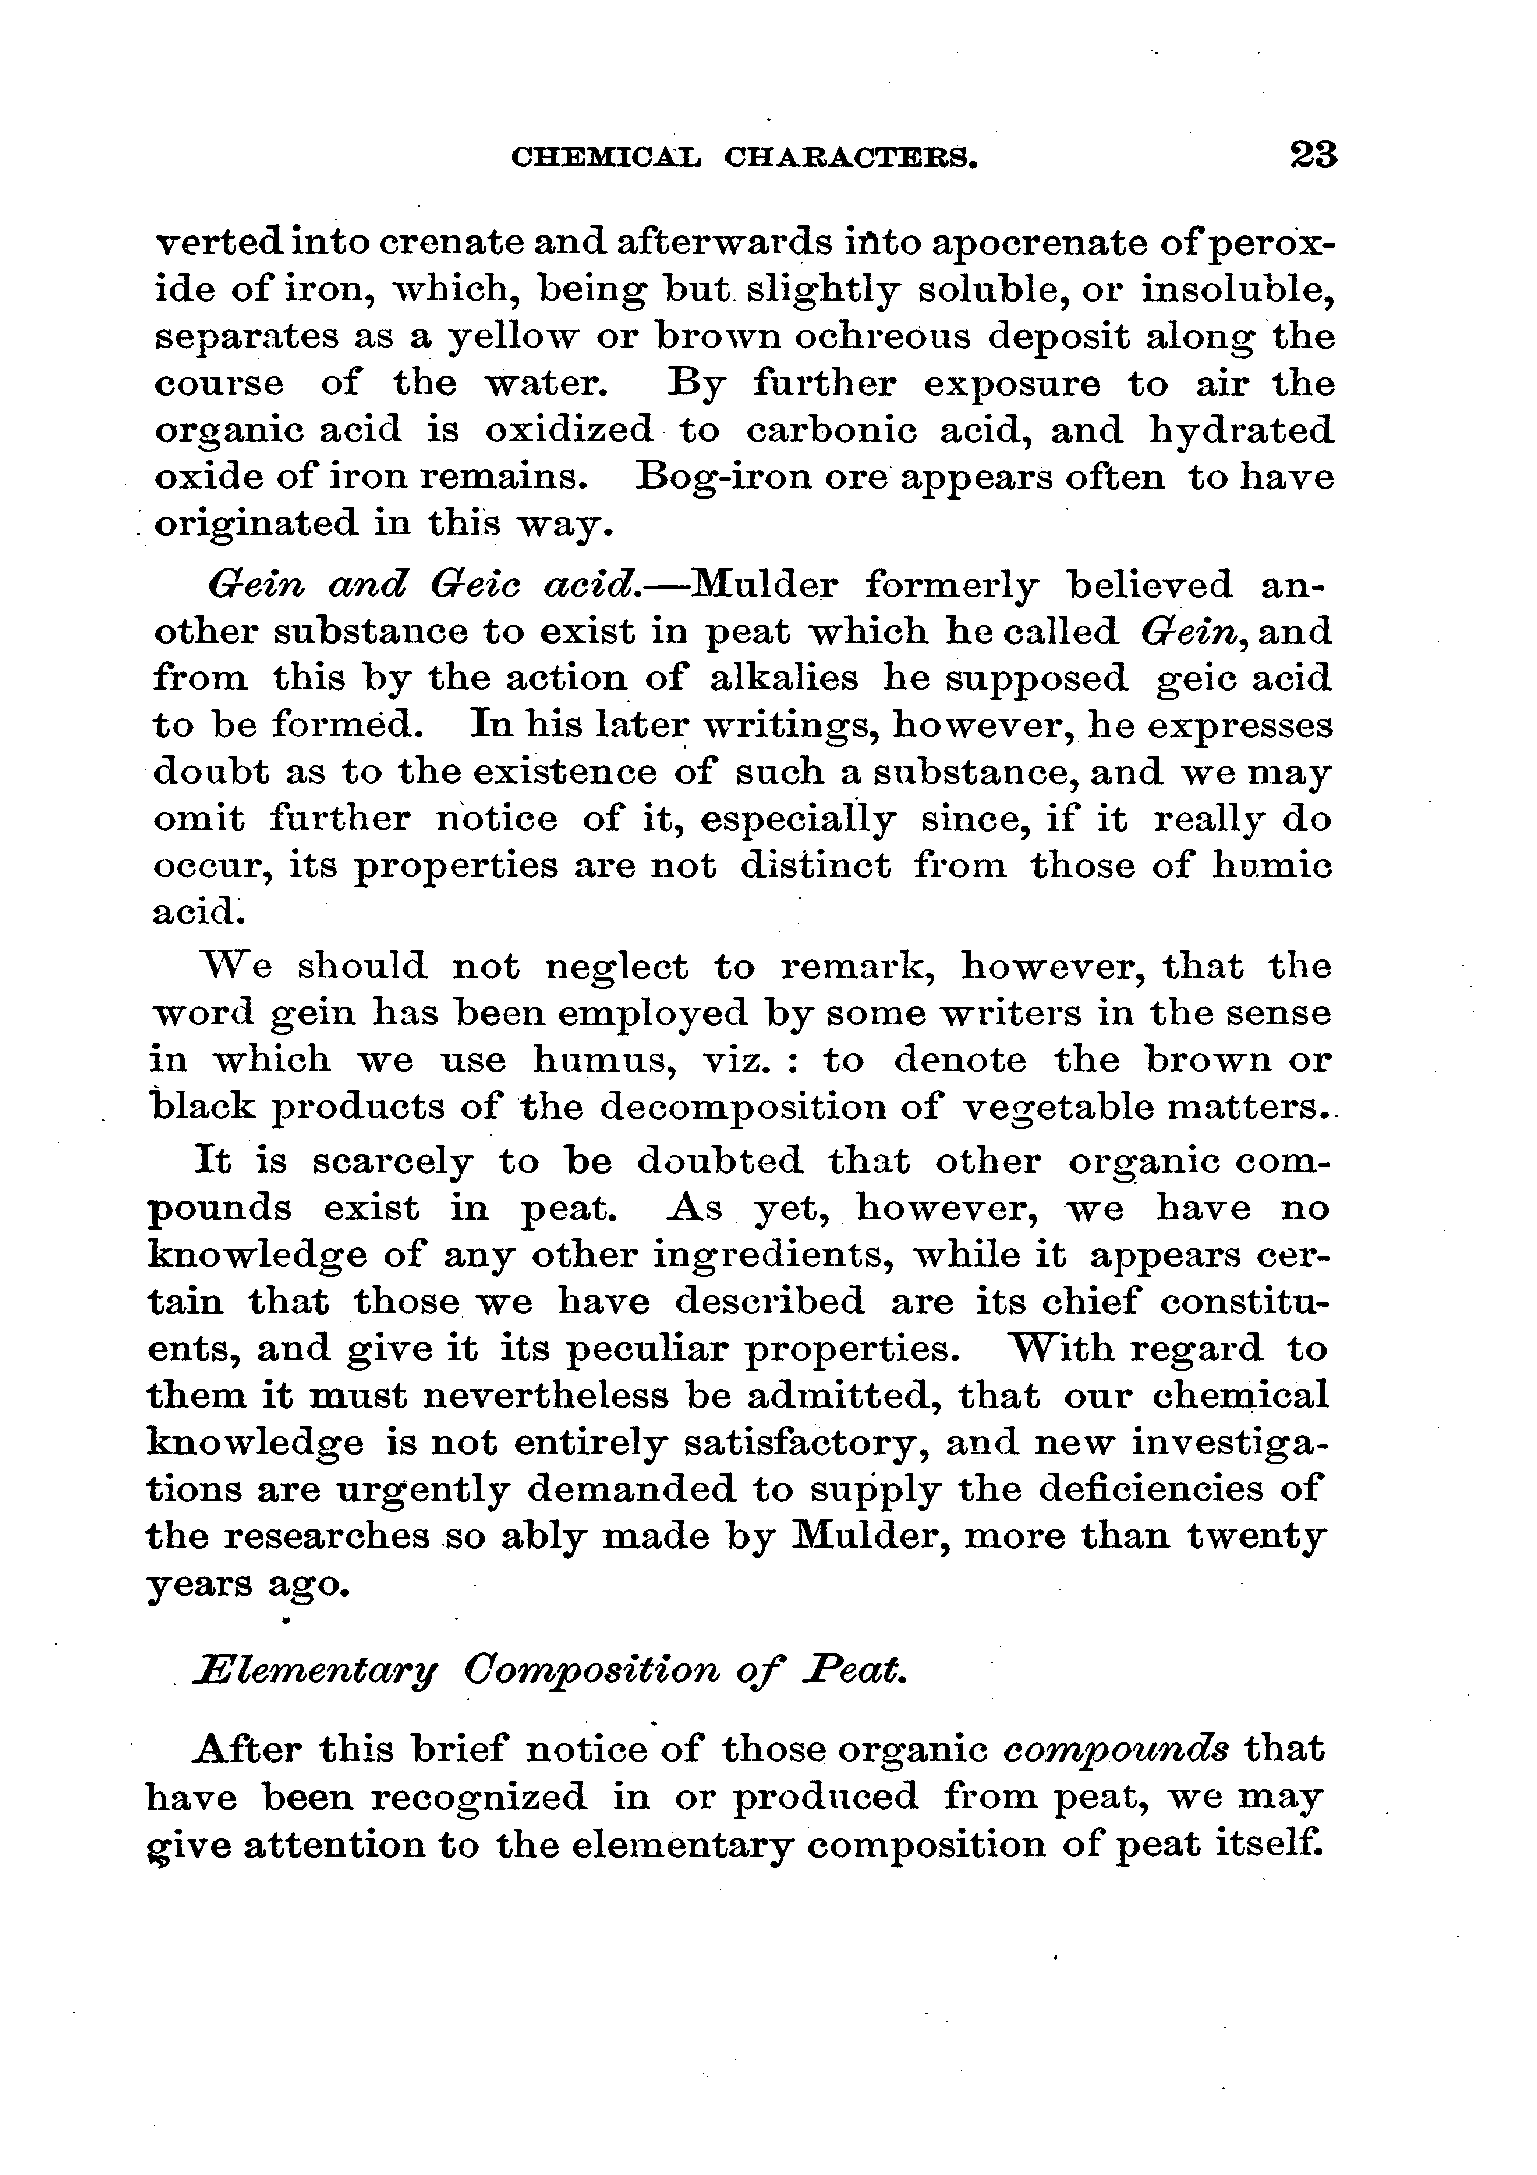 CHEMICAL CHARACTERS. 23
verted into crenate and afterwards into apocrenate of perox-
ide of iron, which, being but slightly soluble, or insoluble,
separates as a yellow or brown ochreous deposit along the
course of the water. By further exposure to air the
organic acid is oxidized to carbonic acid, and hydrated
oxide of iron remains. Bog-iron ore appears often to have
originated in this way.
Gein and Geic acid.—Mulder formerly believed an-
other substance to exist in peat which he called Gein, and
from this by the action of alkalies he supposed geic acid
to be formed. In his later writings, however, he expresses
doubt as to the existence of such a substance, and we may
omit further notice of it, especially since, if it really do
occur, its properties are not distinct from those of humic
acid.
We should not neglect to remark, however, that the
word gein has been employed by some writers in the sense
in which we use humus, viz. : to denote the brown or
black products of the decomposition of vegetable matters.
It is scarcely to be doubted that other organic com-
pounds exist in peat. As yet, however, we have no
knowledge of any other ingredients, while it appears cer-
tain that those we have described are its chief constitu-
ents, and give it its peculiar properties. With regard to
them it must nevertheless be admitted, that our chemical
knowledge is not entirely satisfactory, and new investiga-
tions are urgently demanded to supply the deficiencies of
the researches so ably made by Mulder, more than twenty
years ago.
Elementary Composition of Peat.
After this brief notice of those organic compounds that
have been recognized in or produced from peat, we may
give attention to the elementary composition of peat itself.